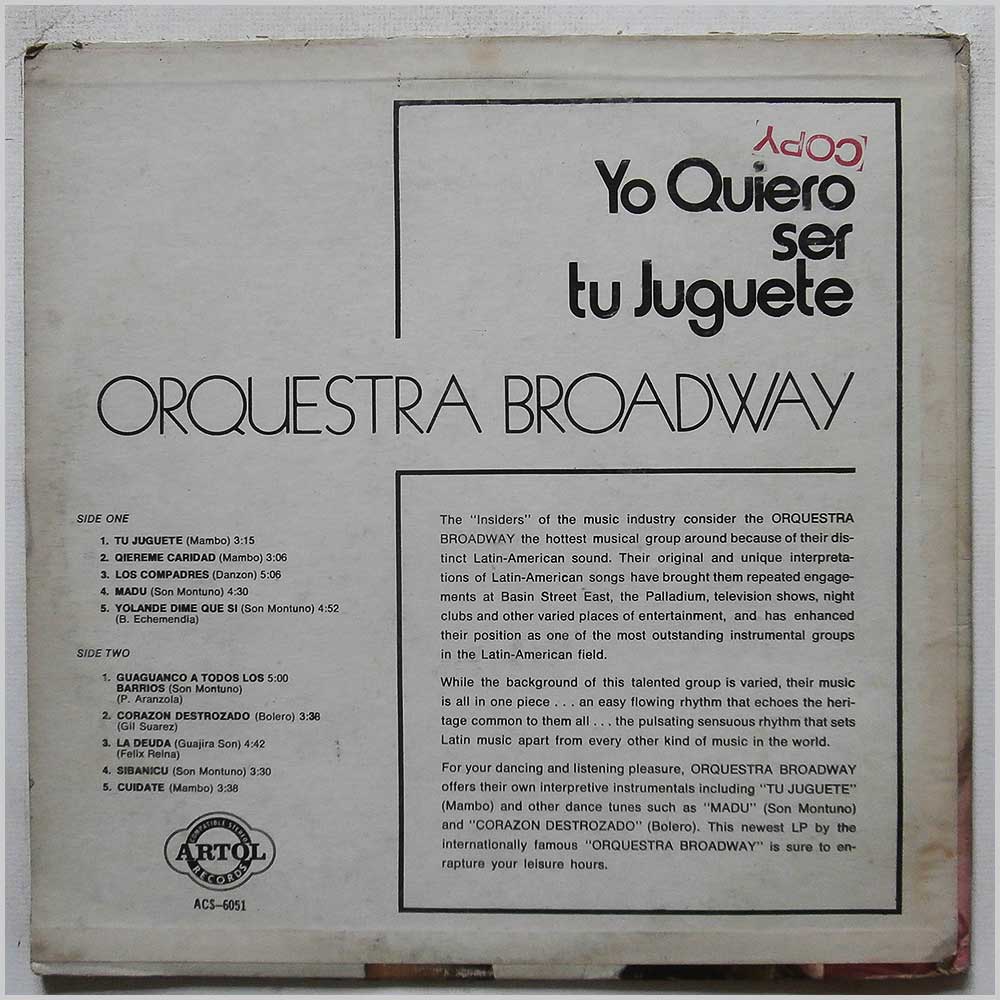 COPY
Yo Quiero
ser
tu Juguete
ORQUESTRA BROADWAY
SIDE ONE
1. TU JUGUETE (Mambo) 3:15
2. QIEREME CARIDAD (Mambo) 3:06
3. LOS COMPADRES (Danzon) 5:06
4. MADU (Son Montuno) 4:30
5. YOLANDE DIME QUE SI (Son Montuno) 4:52
(B. Echemendia)
SIDE TWO
1. GUAGUANCO A TODOS LOS 5:00
BARRIOS (Son Montuno)
(P. Aranzola)
2. CORAZON DESTROZADO (Bolero) 3:38
(Gil Suarez)
3. LA DEUDA (Guajira Son) 4:42
(Felix Reina)
4. SIBANICU (Son Montuno) 3:30
5. CUIDATE (Mambo) 3:38
COMPATIBLE STEREO
ARTOL
RECORDS
ACS-6051
The "Insiders" of the music industry consider the ORQUESTRA
BROADWAY the hottest musical group around because of their dis-
tinct Latin-American sound. Their original and unique interpreta-
tions of Latin-American songs have brought them repeated engage-
ments at Basin Street East, the Palladium, television shows, night
clubs and other varied places of entertainment, and has enhanced
their position as one of the most outstanding instrumental groups
in the Latin-American field.
While the background of this talented group is varied, their music
is all in one piece . . . an easy flowing rhythm that echoes the heri-
tage common to them all . . . the pulsating sensuous rhythm that sets
Latin music apart from every other kind of music in the world.
For your dancing and listening pleasure, ORQUESTRA BROADWAY
offers their own interpretive instrumentals including "TU JUGUETE"
(Mambo) and other dance tunes such as "MADU" (Son Montuno)
and "CORAZON DESTROZADO" (Bolero). This newest LP by the
internationally famous "ORQUESTRA BROADWAY" is sure to en-
rapture your leisure hours.